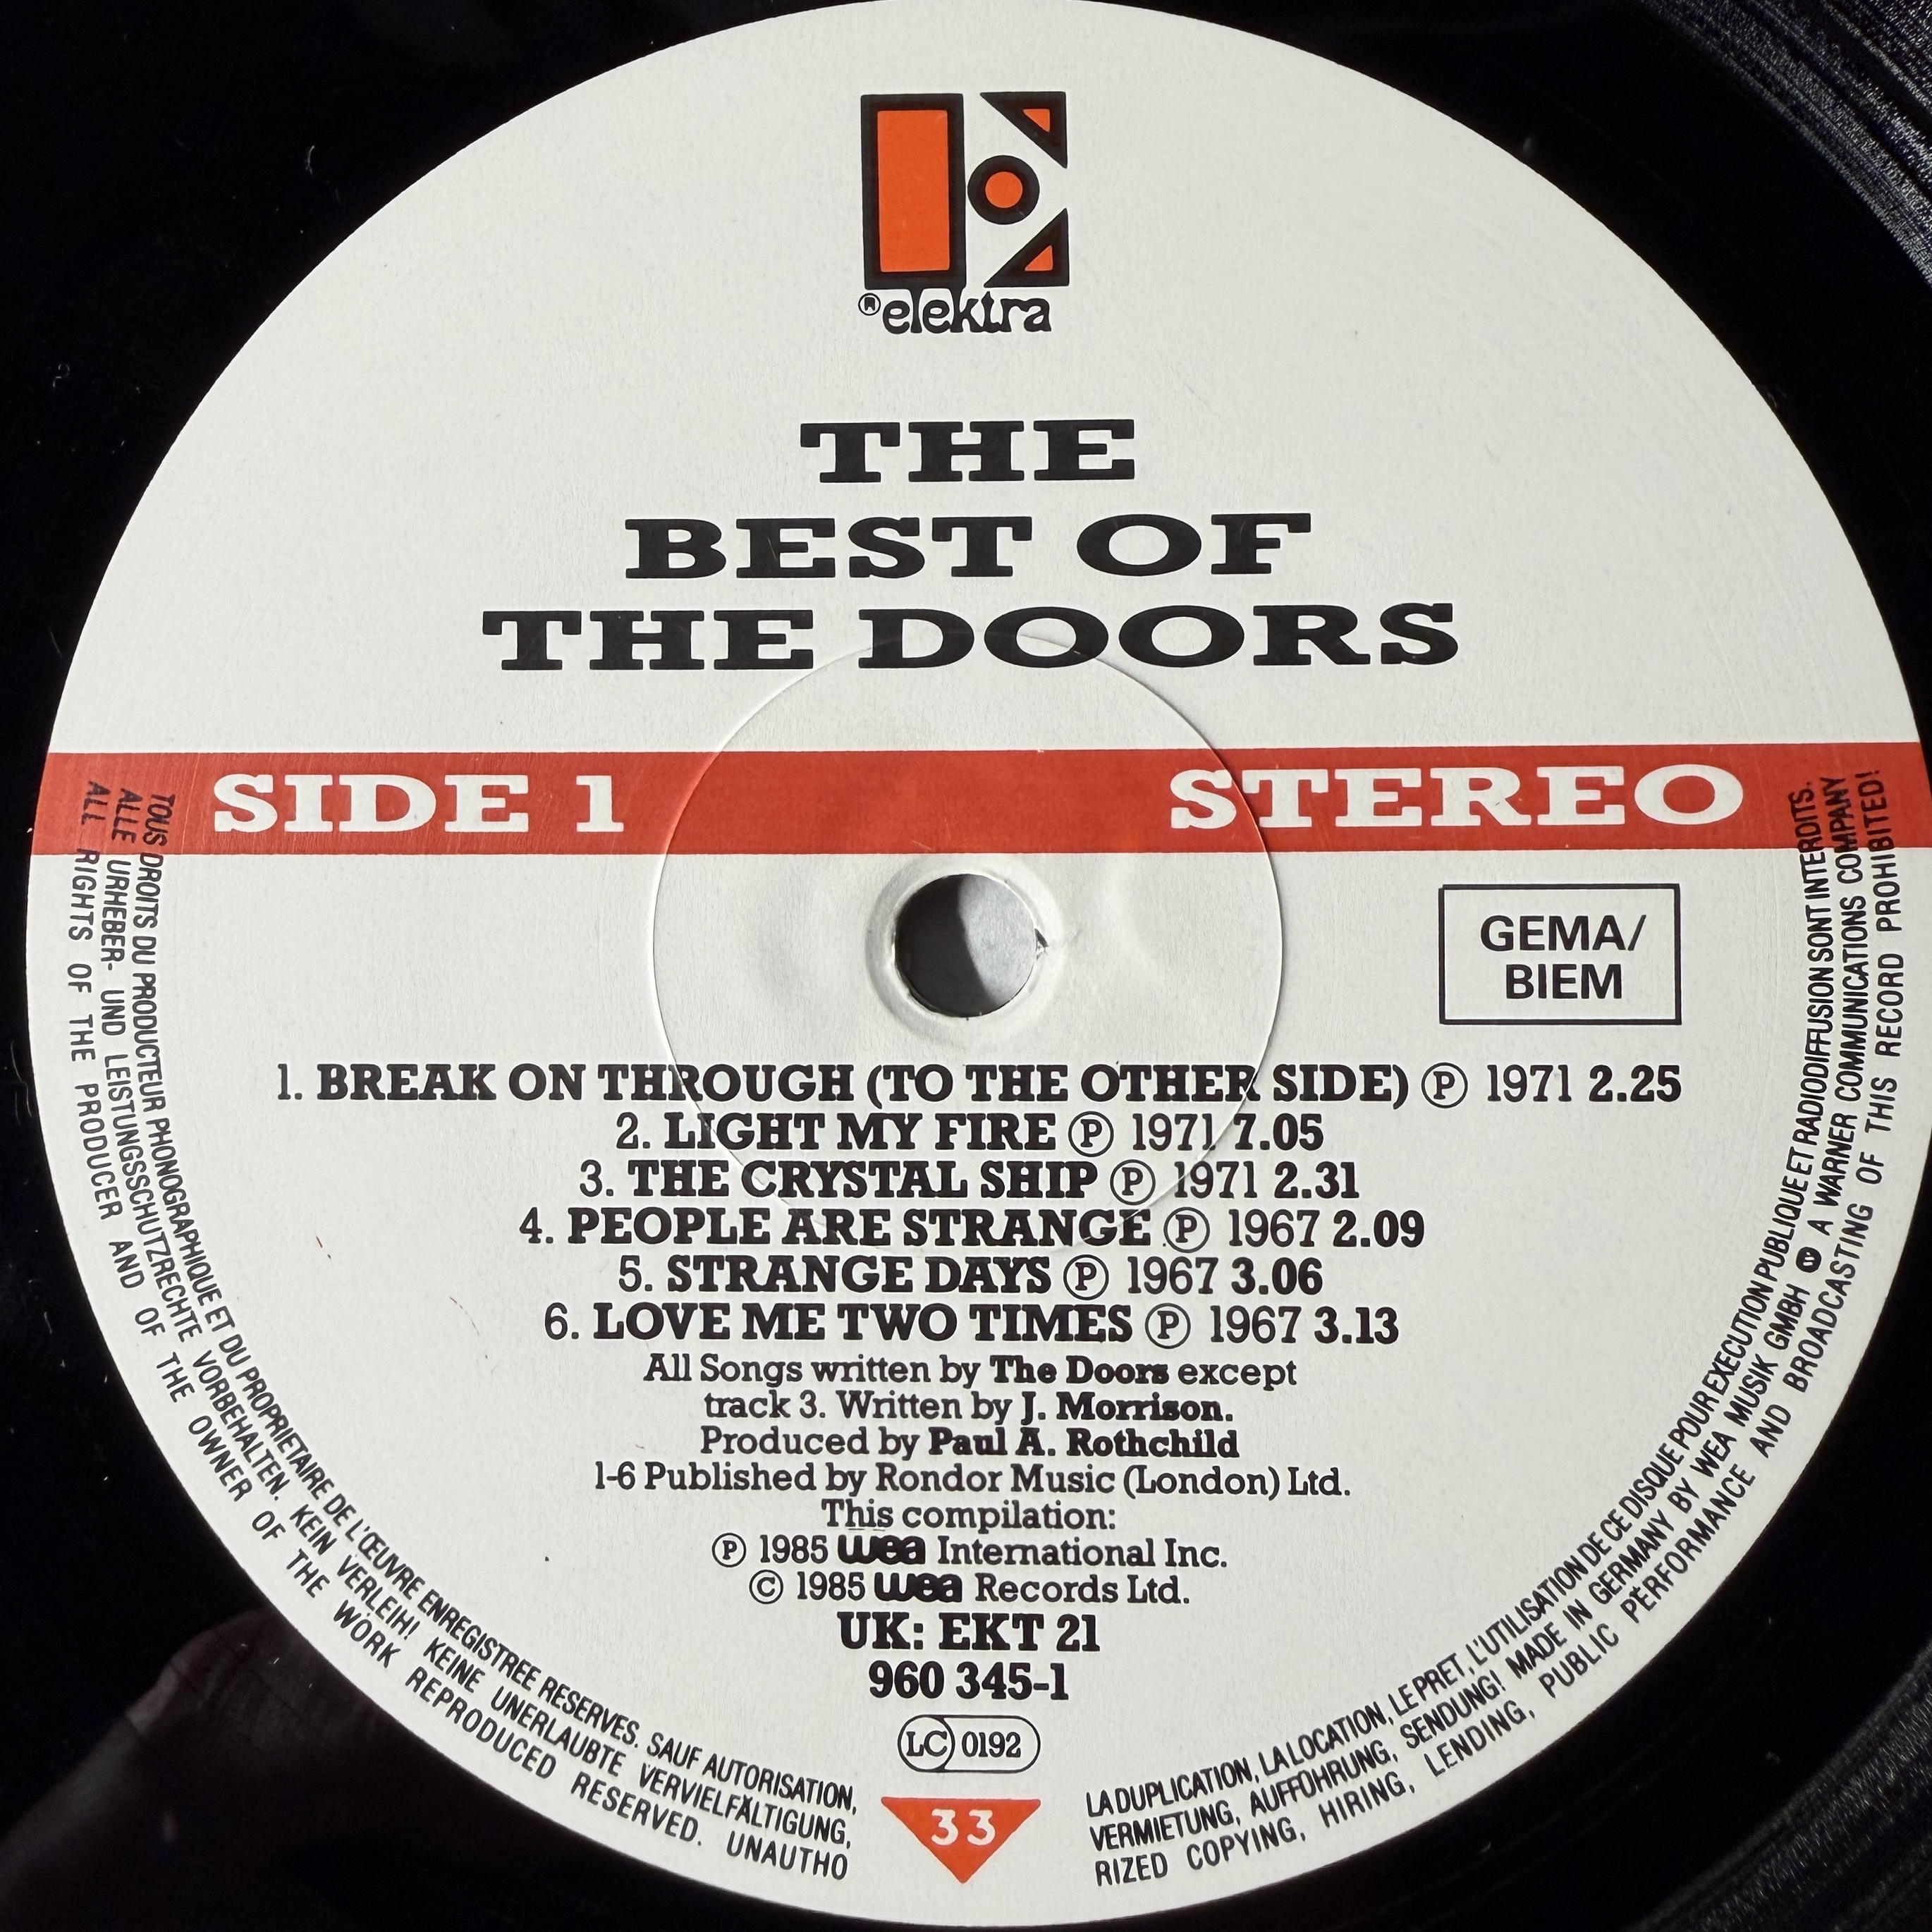 ® elektra
THE
BEST OF
THE DOORS
SIDE 1 STEREO
GEMA/
BIEM
1. BREAK ON THROUGH (TO THE OTHER SIDE) ℗ 1971 2.25
2. LIGHT MY FIRE ℗ 1971 7.05
3. THE CRYSTAL SHIP ℗ 1971 2.31
4. PEOPLE ARE STRANGE ℗ 1967 2.09
5. STRANGE DAYS ℗ 1967 3.06
6. LOVE ME TWO TIMES ℗ 1967 3.13
All Songs written by The Doors except
track 3. Written by J. Morrison.
Produced by Paul A. Rothchild
1-6 Published by Rondor Music (London) Ltd.
This compilation:
℗ 1985 wea International Inc.
© 1985 wea Records Ltd.
UK: EKT 21
960 345-1
LC 0192
33
TOUS DROITS DU PRODUCTEUR PHONOGRAPHIQUE ET DU PROPRIETAIRE DE L'ŒUVRE ENREGISTREE RESERVES. SAUF AUTORISATION, LA DUPLICATION, LA LOCATION, LE PRET, L'UTILISATION DE CE DISQUE POUR EXECUTION PUBLIQUE ET RADIODIFFUSION SONT INTERDITS.
ALLE URHEBER- UND LEISTUNGSSCHUTZRECHTE VORBEHALTEN. KEIN VERLEIH! KEINE UNERLAUBTE VERVIELFÄLTIGUNG, VERMIETUNG, AUFFÜHRUNG, SENDUNG! MADE IN GERMANY BY WEA MUSIK GMBH A WARNER COMMUNICATIONS COMPANY
ALL RIGHTS OF THE PRODUCER AND OF THE OWNER OF THE WORK REPRODUCED RESERVED. UNAUTHORIZED COPYING, HIRING, LENDING, PUBLIC PERFORMANCE AND BROADCASTING OF THIS RECORD PROHIBITED!